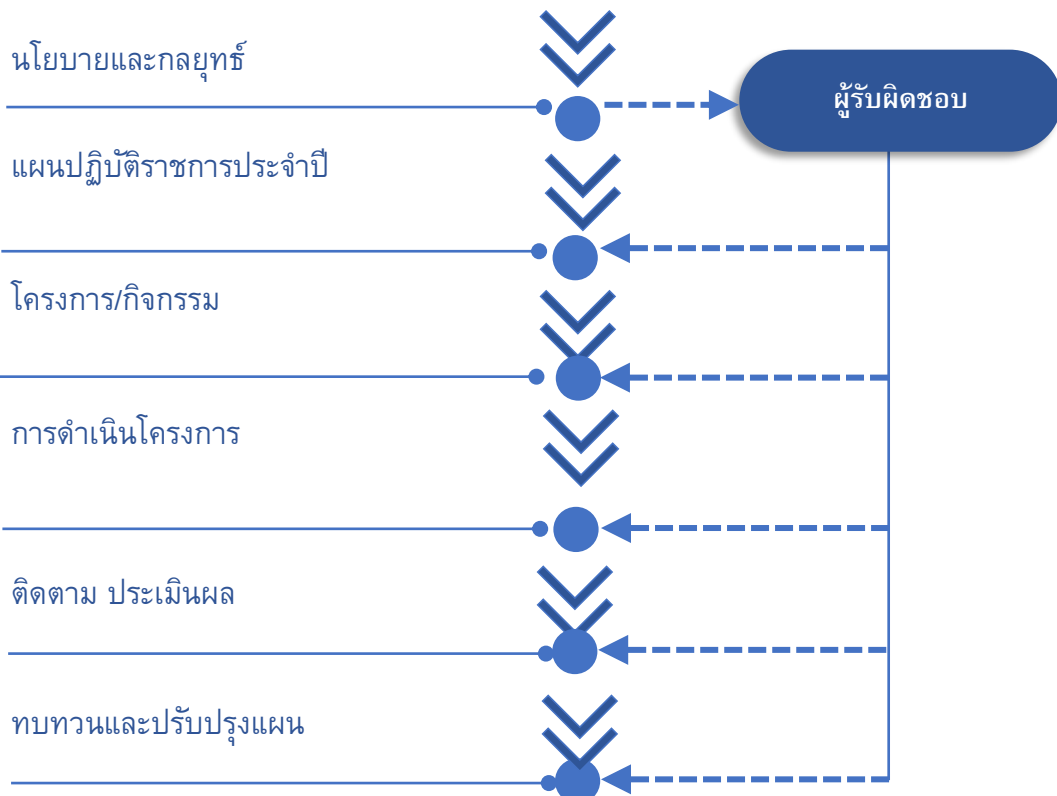 นโยบายและกลยุทธ์
ผู้รับผิดชอบ
แผนปฏิบัติราชการประจำปี
โครงการ/กิจกรรม
การดำเนินโครงการ
ติดตาม ประเมินผล
ทบทวนและปรับปรุงแผน